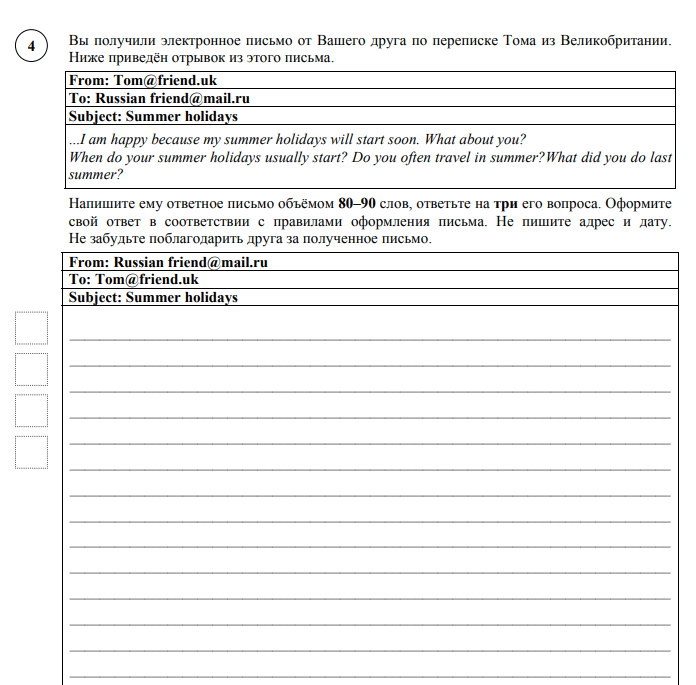 4
Вы получили электронное письмо от Вашего друга по переписке Тома из Великобритании.
Ниже приведён отрывок из этого письма.
From: Tom@friend.uk
To: Russian friend@mail.ru
Subject: Summer holidays
...I am happy because my summer holidays will start soon. What about you?
When do your summer holidays usually start? Do you often travel in summer?What did you do last
summer?
Напишите ему ответное письмо объёмом 80–90 слов, ответьте на три его вопроса. Оформите
свой ответ в соответствии с правилами оформления письма. Не пишите адрес и дату.
Не забудьте поблагодарить друга за полученное письмо.
From: Russian friend@mail.ru
To: Tom@friend.uk
Subject: Summer holidays